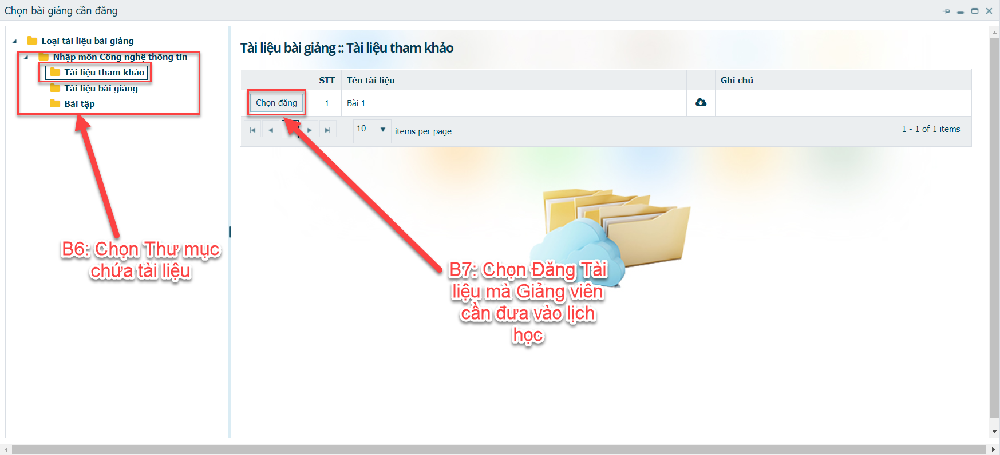 Chọn bài giảng cần đăng
Loại tài liệu bài giảng
Nhập môn Công nghệ thông tin
Tài liệu tham khảo
Tài liệu bài giảng
Bài tập
B6: Chọn Thư mục
chứa tài liệu
Tài liệu bài giảng :: Tài liệu tham khảo
STT Tên tài liệu Ghi chú
Chọn đăng 1 Bài 1
10 items per page 1 - 1 of 1 items
B7: Chọn Đăng Tài
liệu mà Giảng viên
cần đưa vào lịch
học